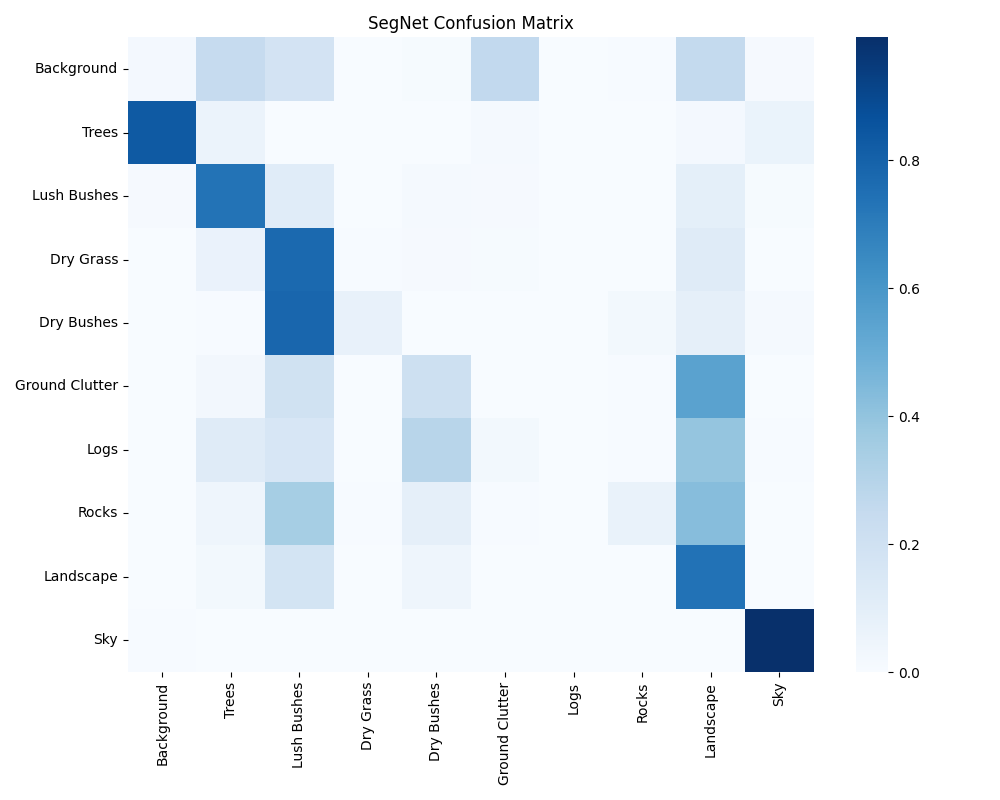 SegNet Confusion Matrix
Background
Trees
Lush Bushes
Dry Grass
Dry Bushes
Ground Clutter
Logs
Rocks
Landscape
Sky
Background
Trees
Lush Bushes
Dry Grass
Dry Bushes
Ground Clutter
Logs
Rocks
Landscape
Sky
0.8
0.6
0.4
0.2
0.0